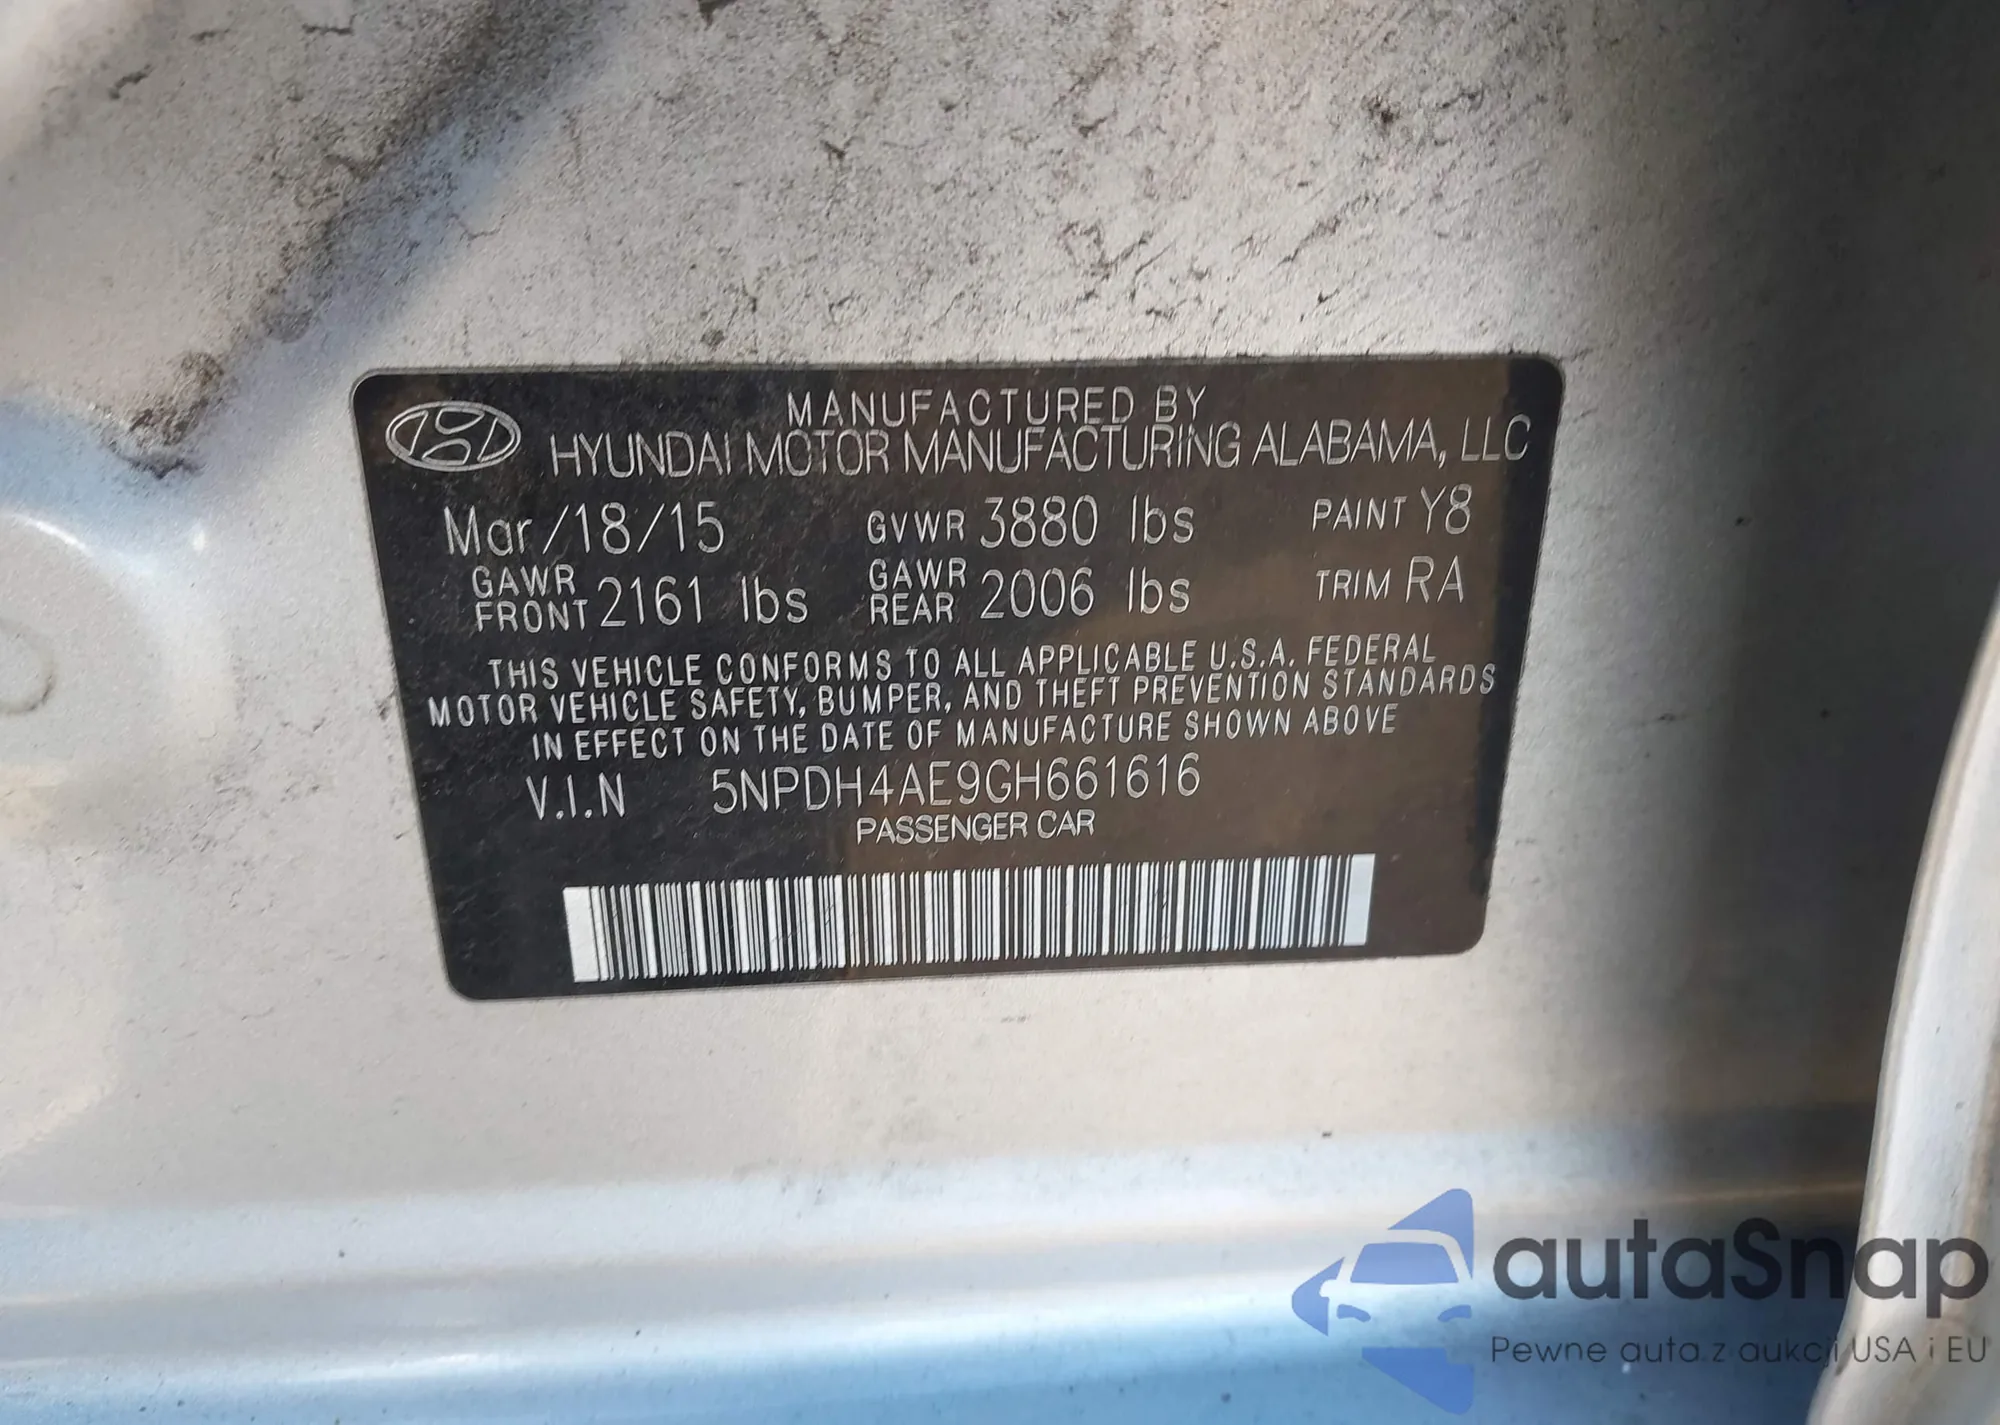 MANUFACTURED BY
HYUNDAI MOTOR MANUFACTURING ALABAMA, LLC
Mar/18/15 GVWR 3880 lbs PAINT Y8
GAWR FRONT 2161 lbs GAWR REAR 2006 lbs TRIM RA
THIS VEHICLE CONFORMS TO ALL APPLICABLE U.S.A. FEDERAL
MOTOR VEHICLE SAFETY, BUMPER, AND THEFT PREVENTION STANDARDS
IN EFFECT ON THE DATE OF MANUFACTURE SHOWN ABOVE
V.I.N 5NPDH4AE9GH661616
PASSENGER CAR
autaSnap
Pewne auta z aukcji USA i EU